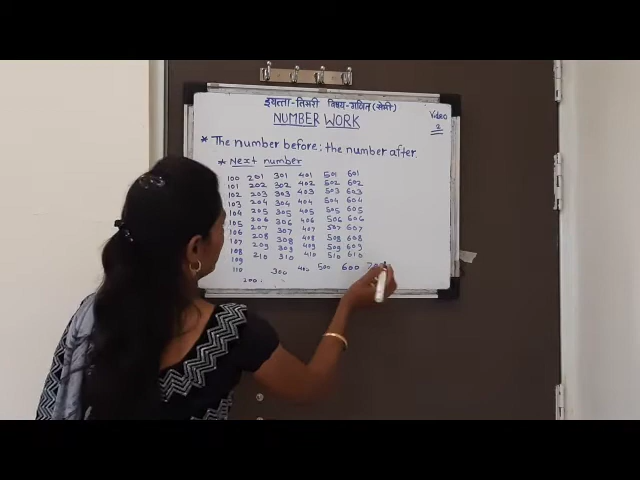 इयत्ता-तिसरी विषय-गणित (सेमी)
NUMBER WORK
Video 2
* The number before; the number after.
* Next number
100 201 301 401 501 601
101 202 302 402 502 602
102 203 303 403 503 603
103 204 304 404 504 604
104 205 305 405 505 605
105 206 306 406 506 606
106 207 307 407 507 607
107 208 308 408 508 608
108 209 309 409 509 609
109 210 310 410 510 610
110 300 400 500 600
200